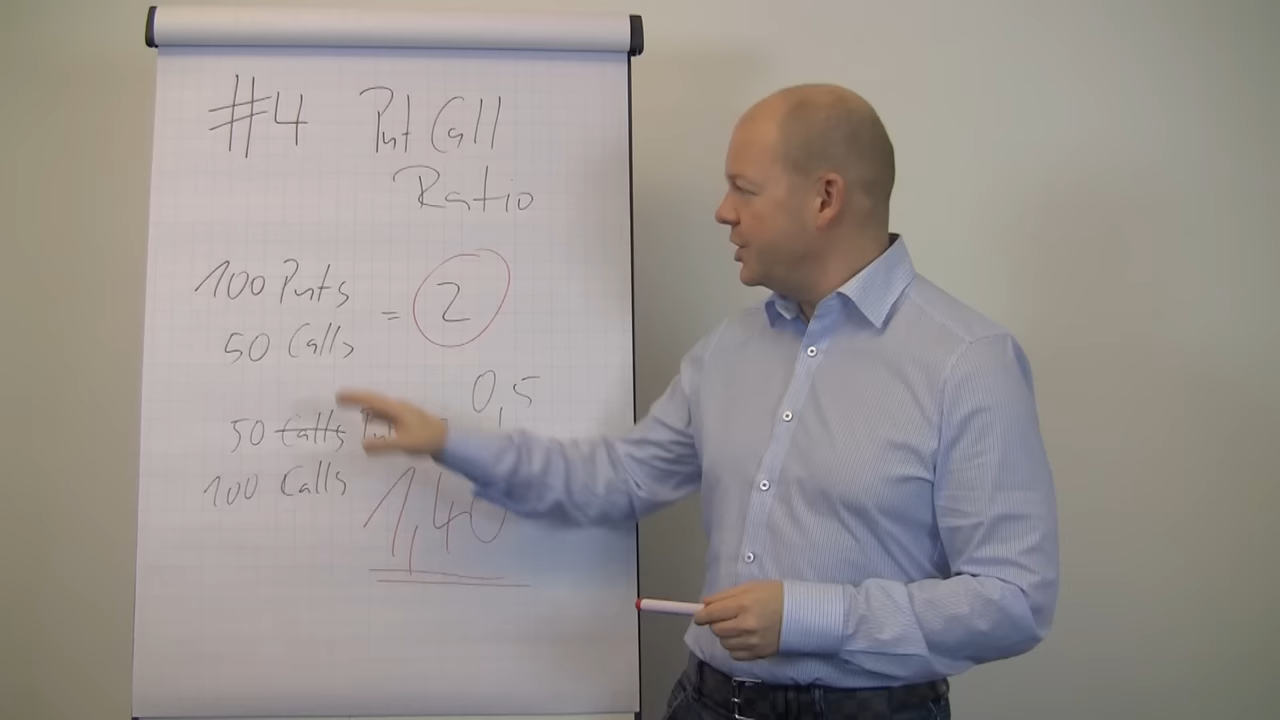 #4 Put Call
Ratio
100 Puts
50 Calls
= 2
0,5
50 Calls
100 Calls
1,40